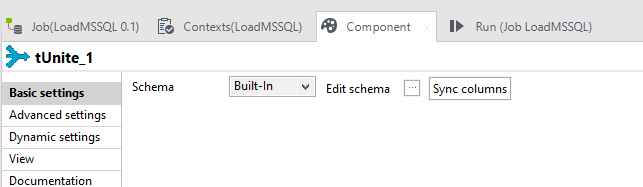 Job(LoadMSSQL 0.1) Contexts(LoadMSSQL) Component Run (Job LoadMSSQL)
tUnite_1
Basic settings
Schema Built-In Edit schema ... Sync columns
Advanced settings
Dynamic settings
View
Documentation